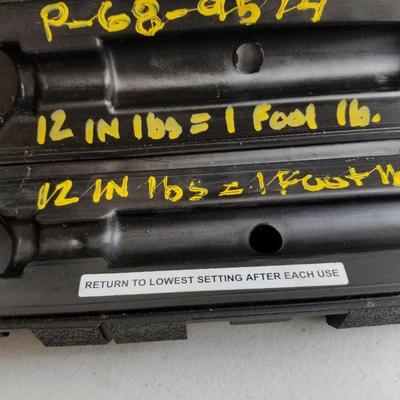 P-68-9574
12 IN lbs = 1 Foot lb.
12 IN lbs = 1 Foot lb
RETURN TO LOWEST SETTING AFTER EACH USE